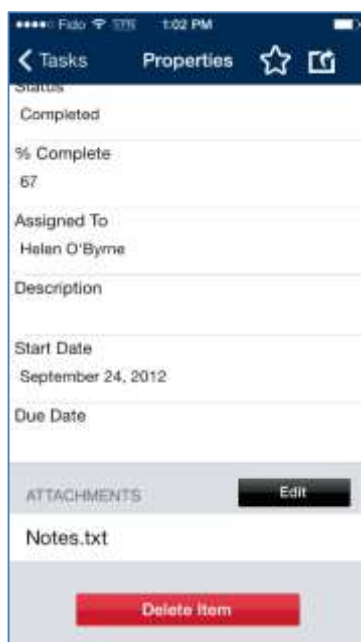 Fido 1:02 PM
Tasks Properties
Status
Completed
% Complete
67
Assigned To
Helen O'Byrne
Description
Start Date
September 24, 2012
Due Date
ATTACHMENTS Edit
Notes.txt
Delete Item